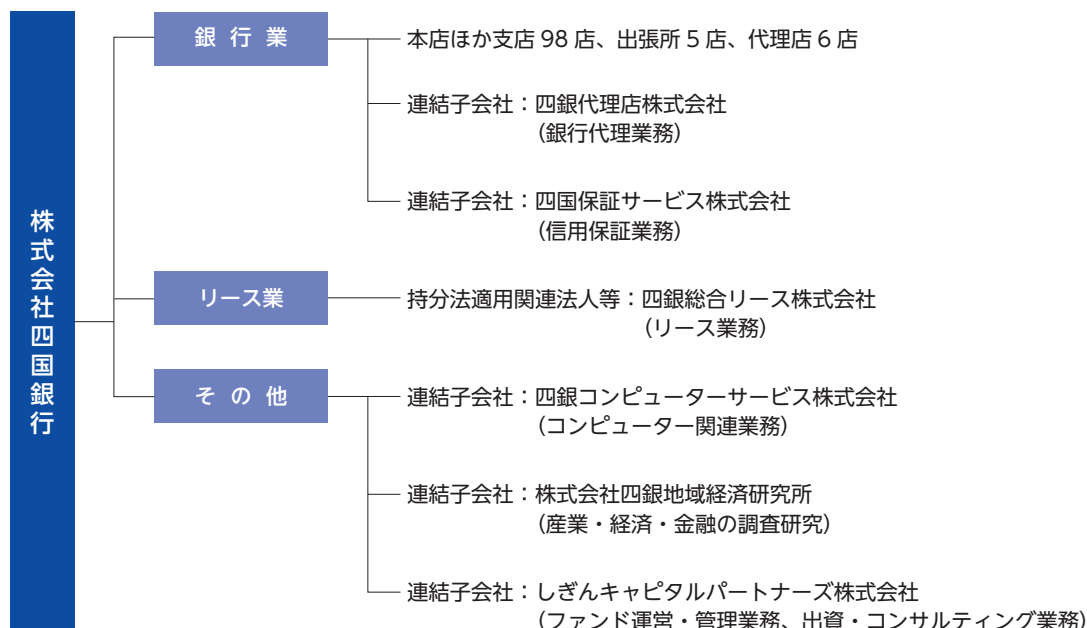 株式会社四国銀行
銀行業
本店ほか支店 98 店、出張所 5 店、代理店 6 店
連結子会社：四銀代理店株式会社
（銀行代理業務）
連結子会社：四国保証サービス株式会社
（信用保証業務）
リース業
持分法適用関連法人等：四銀総合リース株式会社
（リース業務）
その他
連結子会社：四銀コンピューターサービス株式会社
（コンピューター関連業務）
連結子会社：株式会社四銀地域経済研究所
（産業・経済・金融の調査研究）
連結子会社：しぎんキャピタルパートナーズ株式会社
（ファンド運営・管理業務、出資・コンサルティング業務）